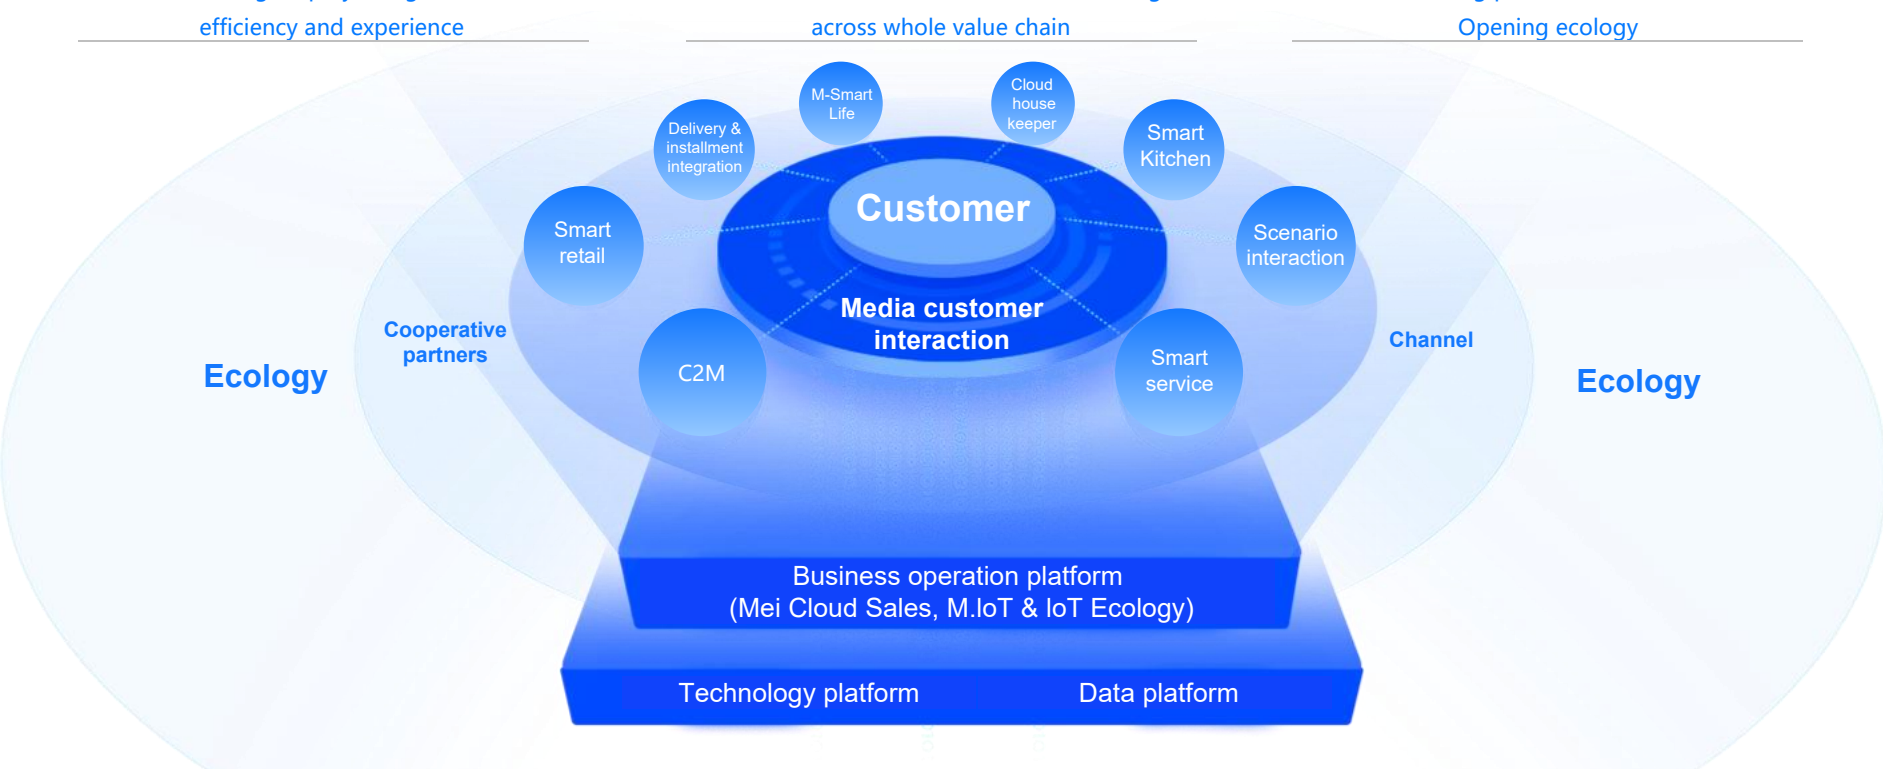 efficiency and experience
across whole value chain
Opening ecology
M-Smart
Life
Cloud
house
keeper
Delivery &
installment
integration
Smart
Kitchen
Customer
Smart
retail
Scenario
interaction
Media customer
interaction
Cooperative
partners
Channel
Ecology
Ecology
C2M
Smart
service
Business operation platform
(Mei Cloud Sales, M.IoT & IoT Ecology)
Technology platform
Data platform